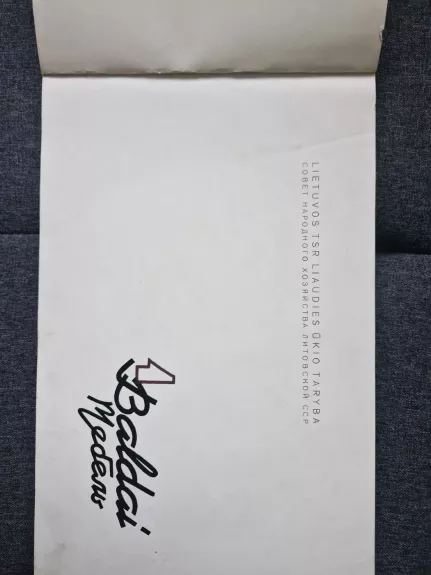 LIETUVOS TSR LIAUDIES ŪKIO TARYBA
СОВЕТ НАРОДНОГО ХОЗЯЙСТВА ЛИТОВСКОЙ ССР
Baldai
Мебель